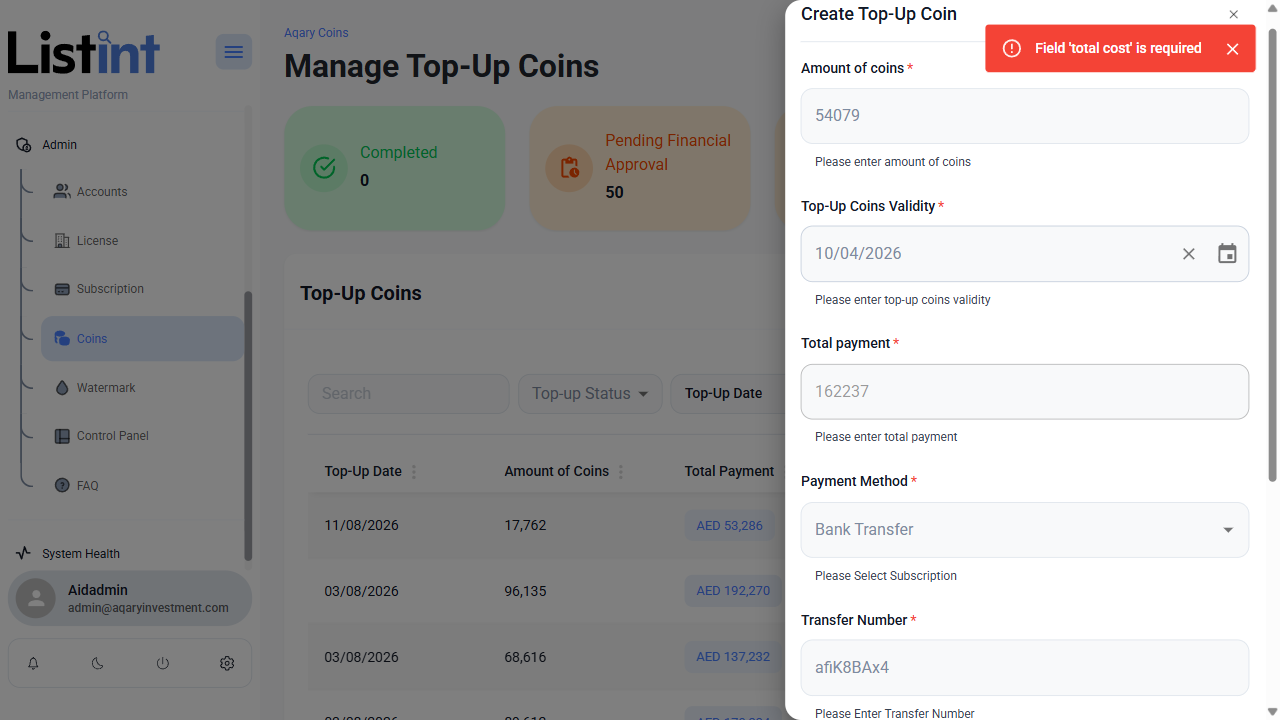 Listint
Management Platform
Admin
Accounts
License
Subscription
Coins
Watermark
Control Panel
FAQ
System Health
Aidadmin
admin@aqaryinvestment.com
Aqary Coins
Manage Top-Up Coins
Completed
0
Pending Financial
Approval
50
Top-Up Coins
Search
Top-up Status
Top-Up Date
Top-Up Date
Amount of Coins
Total Payment
11/08/2026
17,762
AED 53,286
03/08/2026
96,135
AED 192,270
03/08/2026
68,616
AED 137,232
Create Top-Up Coin
Field 'total cost' is required
Amount of coins *
54079
Please enter amount of coins
Top-Up Coins Validity *
10/04/2026
Please enter top-up coins validity
Total payment *
162237
Please enter total payment
Payment Method *
Bank Transfer
Please Select Subscription
Transfer Number *
afiK8BAx4
Please Enter Transfer Number